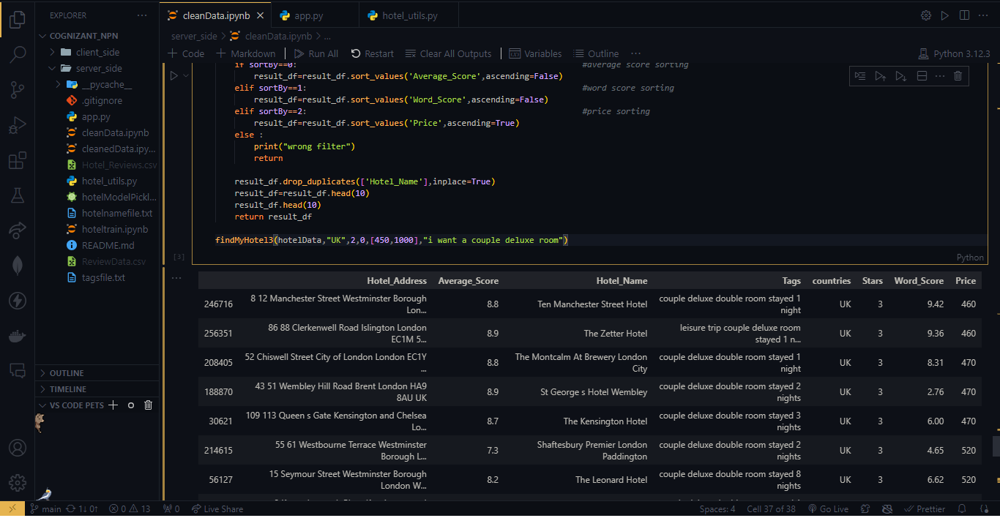 EXPLORER
COGNIZANT_NPN
client_side
server_side
__pycache__
.gitignore
app.py
cleanData.ipynb
cleanedData.ipy...
Hotel_Reviews.csv
hotel_utils.py
hotelModelPickl...
hotelnamefile.txt
hoteltrain.ipynb
README.md
ReviewData.csv
tagsfile.txt
OUTLINE
TIMELINE
VS CODE PETS
cleanData.ipynb app.py hotel_utils.py
server_side > cleanData.ipynb > ...
+ Code + Markdown | Run All Restart Clear All Outputs | Variables Outline ... Python 3.12.3
if sortBy==0: #average score sorting
result_df=result_df.sort_values('Average_Score',ascending=False)
elif sortBy==1: #word score sorting
result_df=result_df.sort_values('Word_Score',ascending=False)
elif sortBy==2: #price sorting
result_df=result_df.sort_values('Price',ascending=True)
else :
print("wrong filter")
return
result_df.drop_duplicates(['Hotel_Name'],inplace=True)
result_df=result_df.head(10)
result_df.head(10)
return result_df
findMyHotel3(hotelData,"UK",2,0,[450,1000],"i want a couple deluxe room")
[3] Python
Hotel_Address Average_Score Hotel_Name Tags countries Stars Word_Score Price
246716 8 12 Manchester Street Westminster Borough Lon... 8.8 Ten Manchester Street Hotel couple deluxe double room stayed 1 night UK 3 9.42 460
256351 86 88 Clerkenwell Road Islington London EC1M 5... 8.9 The Zetter Hotel leisure trip couple deluxe room stayed 1 n... UK 3 9.36 460
208405 52 Chiswell Street City of London London EC1Y ... 8.8 The Montcalm At Brewery London City couple deluxe double room stayed 1 night UK 3 8.31 470
188870 43 51 Wembley Hill Road Brent London HA9 8AU UK 8.9 St George s Hotel Wembley couple deluxe double room stayed 2 nights UK 3 2.76 470
30621 109 113 Queen s Gate Kensington and Chelsea Lo... 8.7 The Kensington Hotel couple deluxe double room stayed 3 nights UK 3 6.00 470
214615 55 61 Westbourne Terrace Westminster Borough L... 7.3 Shaftesbury Premier London Paddington couple deluxe double room stayed 2 nights UK 3 4.65 520
56127 15 Seymour Street Westminster Borough London W... 8.2 The Leonard Hotel couple deluxe double room stayed 8 nights UK 3 6.62 520
main 1↓ 0↑ 0 13 0 Live Share Spaces: 4 Cell 37 of 38 Go Live Prettier